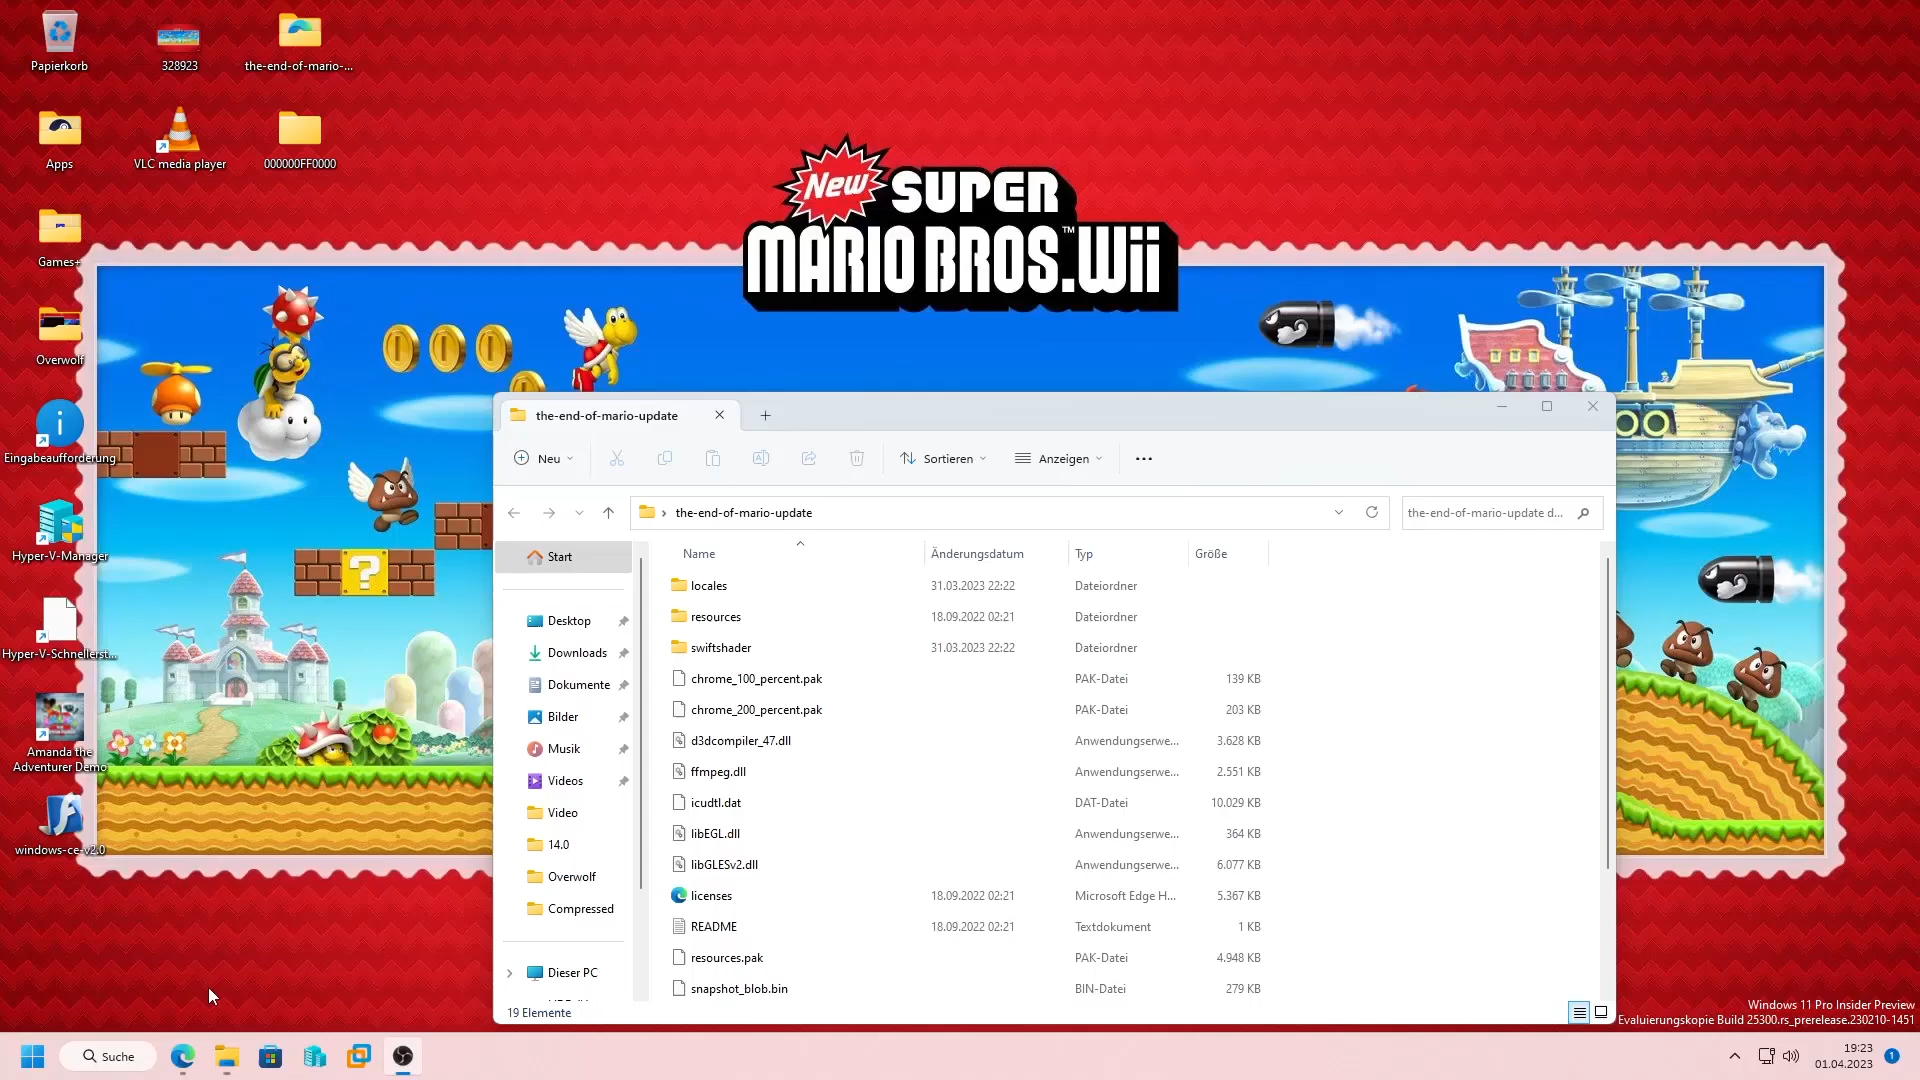 Papierkorb
328923
the-end-of-mario-...
Apps
VLC media player
000000FF0000
Games+
Overwolf
Eingabeaufforderung
Hyper-V-Manager
Hyper-V-Schnellerst...
Amanda the
Adventurer Demo
windows-ce-v2.0
New SUPER
MARIO BROS.Wii™
?
the-end-of-mario-update
Neu
Sortieren
Anzeigen
the-end-of-mario-update
the-end-of-mario-update d...
Start
Desktop
Downloads
Dokumente
Bilder
Musik
Videos
Video
14.0
Overwolf
Compressed
Dieser PC
Name Änderungsdatum Typ Größe
locales 31.03.2023 22:22 Dateiordner
resources 18.09.2022 02:21 Dateiordner
swiftshader 31.03.2023 22:22 Dateiordner
chrome_100_percent.pak PAK-Datei 139 KB
chrome_200_percent.pak PAK-Datei 203 KB
d3dcompiler_47.dll Anwendungserwe... 3.628 KB
ffmpeg.dll Anwendungserwe... 2.551 KB
icudtl.dat DAT-Datei 10.029 KB
libEGL.dll Anwendungserwe... 364 KB
libGLESv2.dll Anwendungserwe... 6.077 KB
licenses 18.09.2022 02:21 Microsoft Edge H... 5.367 KB
README 18.09.2022 02:21 Textdokument 1 KB
resources.pak PAK-Datei 4.948 KB
snapshot_blob.bin BIN-Datei 279 KB
19 Elemente
Windows 11 Pro Insider Preview
Evaluierungskopie Build 25300.rs_prerelease.230210-1451
Suche
19:23
01.04.2023
1